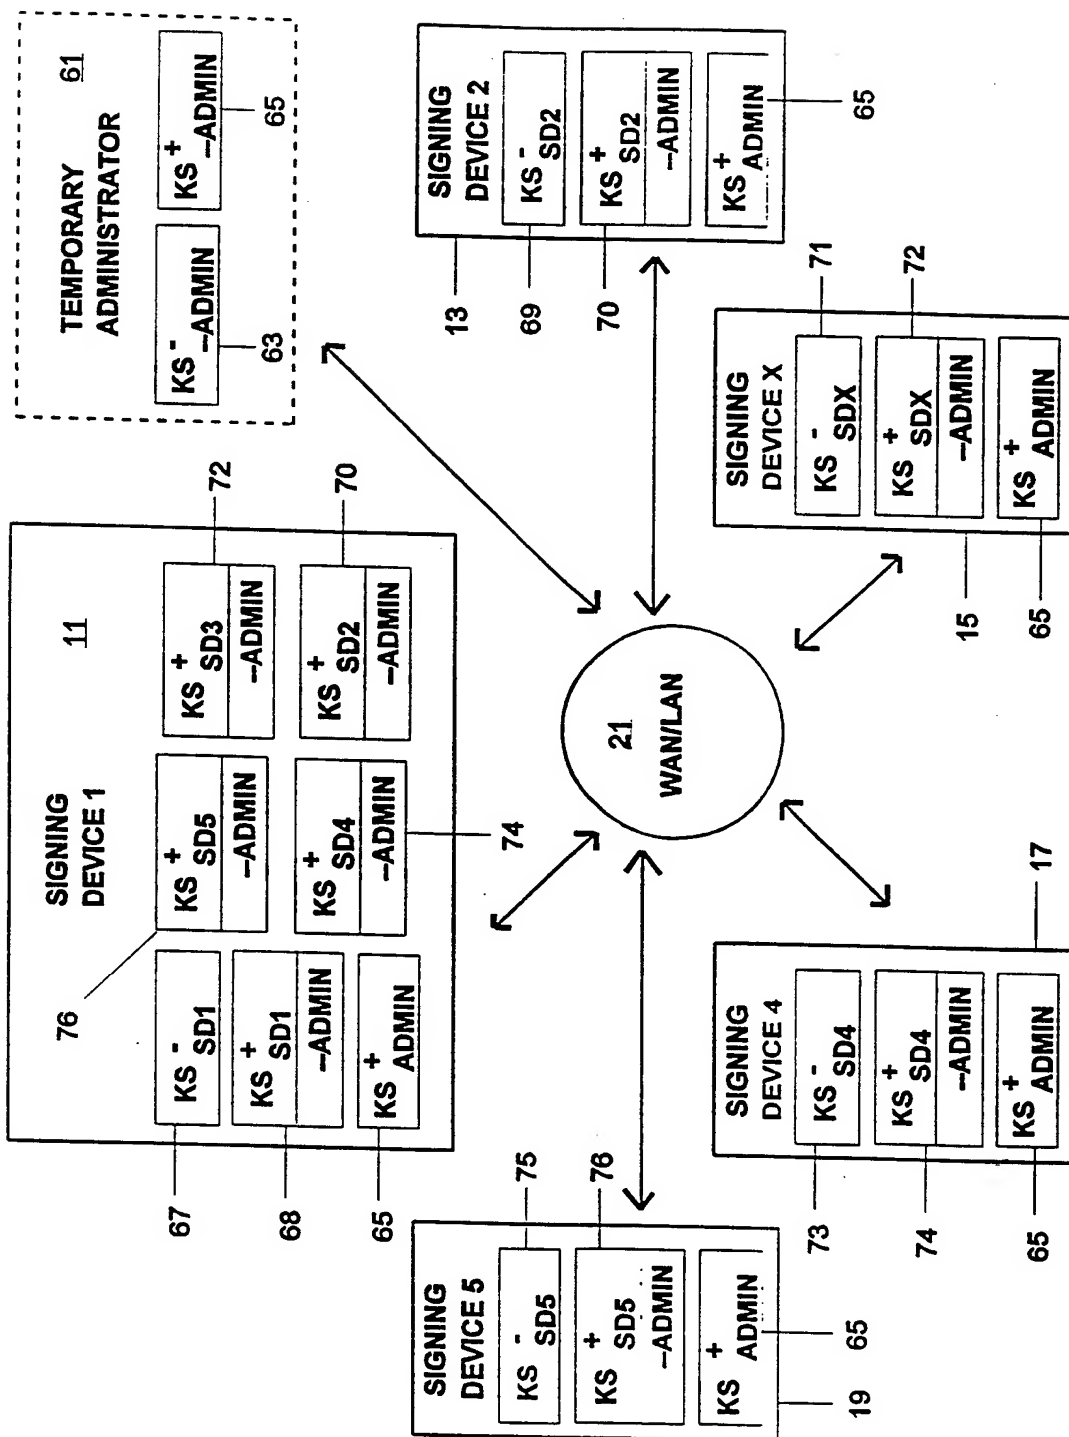 SIGNING
DEVICE 1
11
KS - SD1
KS + SD1
–ADMIN
KS + ADMIN
KS + SD5
–ADMIN
KS + SD4
–ADMIN
KS + SD3
–ADMIN
KS + SD2
–ADMIN
67
68
65
76
74
72
70
TEMPORARY
ADMINISTRATOR
61
KS - –ADMIN
KS + –ADMIN
63
65
SIGNING
DEVICE 5
KS - SD5
KS + SD5
–ADMIN
KS + ADMIN
75
76
65
19
21
WAN/LAN
SIGNING
DEVICE 2
KS - SD2
KS + SD2
–ADMIN
KS + ADMIN
13
69
70
65
SIGNING
DEVICE 4
KS - SD4
KS + SD4
–ADMIN
KS + ADMIN
73
74
65
17
SIGNING
DEVICE X
KS - SDX
KS + SDX
–ADMIN
KS + ADMIN
71
72
15
65